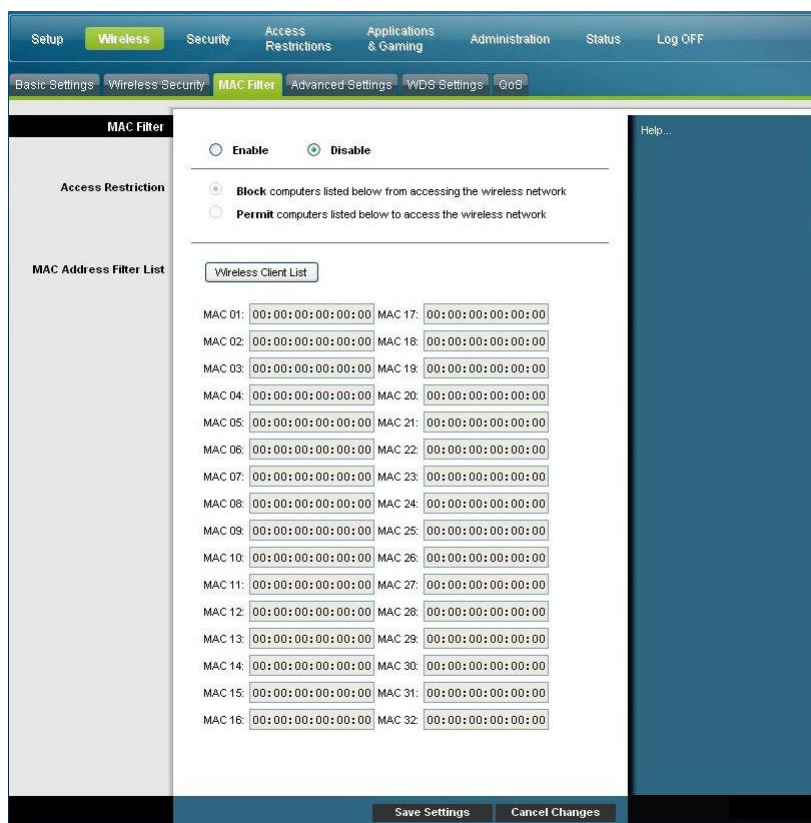 Setup Wireless Security Access Restrictions Applications & Gaming Administration Status Log OFF
Basic Settings Wireless Security MAC Filter Advanced Settings WDS Settings QoS
MAC Filter
Help...
Enable Disable
Access Restriction
Block computers listed below from accessing the wireless network
Permit computers listed below to access the wireless network
MAC Address Filter List
Wireless Client List
MAC 01: 00:00:00:00:00:00 MAC 17: 00:00:00:00:00:00
MAC 02: 00:00:00:00:00:00 MAC 18: 00:00:00:00:00:00
MAC 03: 00:00:00:00:00:00 MAC 19: 00:00:00:00:00:00
MAC 04: 00:00:00:00:00:00 MAC 20: 00:00:00:00:00:00
MAC 05: 00:00:00:00:00:00 MAC 21: 00:00:00:00:00:00
MAC 06: 00:00:00:00:00:00 MAC 22: 00:00:00:00:00:00
MAC 07: 00:00:00:00:00:00 MAC 23: 00:00:00:00:00:00
MAC 08: 00:00:00:00:00:00 MAC 24: 00:00:00:00:00:00
MAC 09: 00:00:00:00:00:00 MAC 25: 00:00:00:00:00:00
MAC 10: 00:00:00:00:00:00 MAC 26: 00:00:00:00:00:00
MAC 11: 00:00:00:00:00:00 MAC 27: 00:00:00:00:00:00
MAC 12: 00:00:00:00:00:00 MAC 28: 00:00:00:00:00:00
MAC 13: 00:00:00:00:00:00 MAC 29: 00:00:00:00:00:00
MAC 14: 00:00:00:00:00:00 MAC 30: 00:00:00:00:00:00
MAC 15: 00:00:00:00:00:00 MAC 31: 00:00:00:00:00:00
MAC 16: 00:00:00:00:00:00 MAC 32: 00:00:00:00:00:00
Save Settings Cancel Changes